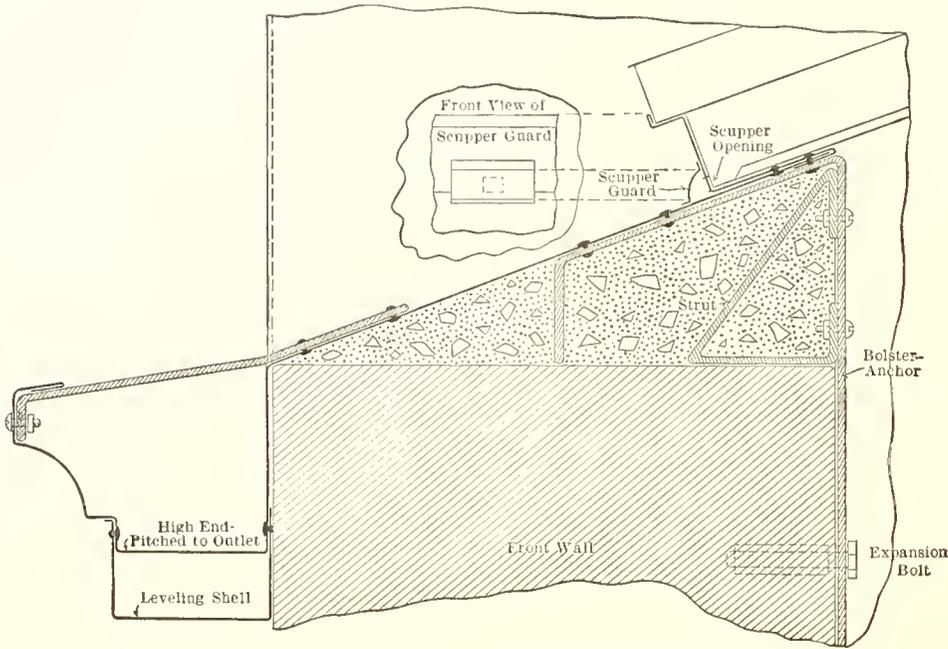 Front View of
Scupper Guard
Scupper
Opening
Scupper
Guard
Strut
Bolster-
Anchor
High End-
Pitched to Outlet
Front Wall
Expansion
Bolt
Leveling Shell